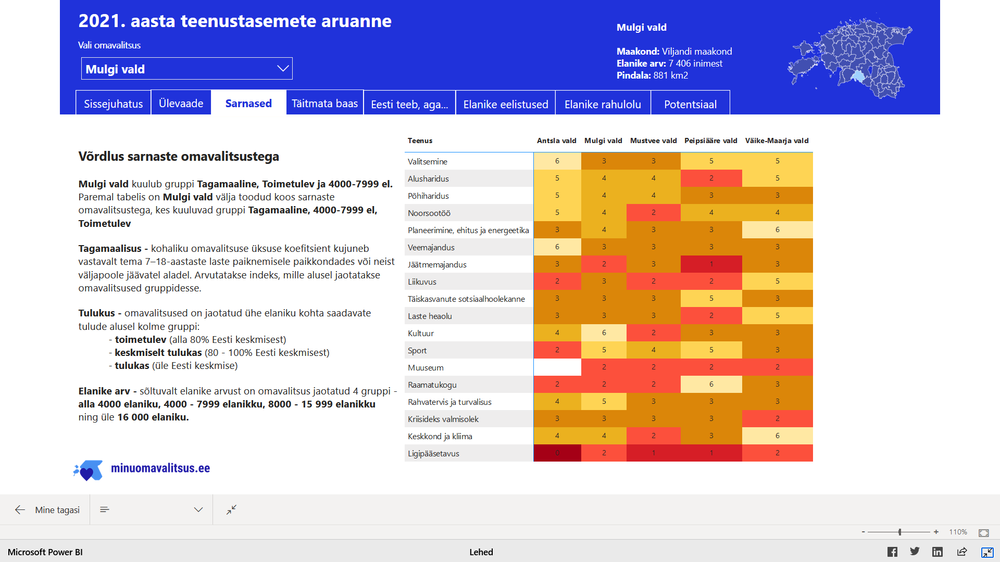 2021. aasta teenustasemete aruanne
Vali omavalitsus
Mulgi vald
Mulgi vald
Maakond: Viljandi maakond
Elanike arv: 7 406 inimest
Pindala: 881 km2
Sissejuhatus Ülevaade Sarnased Täitmata baas Eesti teeb, aga... Elanike eelistused Elanike rahulolu Potentsiaal
Võrdlus sarnaste omavalitsustega
Mulgi vald kuulub gruppi Tagamaaline, Toimetulev ja 4000-7999 el.
Paremal tabelis on Mulgi vald välja toodud koos sarnaste
omavalitsustega, kes kuuluvad gruppi Tagamaaline, 4000-7999 el,
Toimetulev
Tagamaalisus - kohaliku omavalitsuse üksuse koefitsient kujuneb
vastavalt tema 7–18-aastaste laste paiknemisele paikkondades või neist
väljapoole jäävatel aladel. Arvutatakse indeks, mille alusel jaotatakse
omavalitsused gruppidesse.
Tulukus - omavalitsused on jaotatud ühe elaniku kohta saadavate
tulude alusel kolme gruppi:
- toimetulev (alla 80% Eesti keskmisest)
- keskmiselt tulukas (80 - 100% Eesti keskmisest)
- tulukas (üle Eesti keskmise)
Elanike arv - sõltuvalt elanike arvust on omavalitsus jaotatud 4 gruppi -
alla 4000 elaniku, 4000 - 7999 elanikku, 8000 - 15 999 elanikku
ning üle 16 000 elaniku.
minuomavalitsus.ee
Teenus Antsla vald Mulgi vald Mustvee vald Peipsiääre vald Väike-Maarja vald
Valitsemine 6 3 3 5 5
Alusharidus 5 4 4 2 5
Põhiharidus 5 4 4 3 3
Noorsootöö 5 4 2 4 4
Planeerimine, ehitus ja energeetika 3 4 3 3 6
Veemajandus 6 3 3 3 3
Jäätmemajandus 3 2 3 1 3
Liikuvus 2 3 2 2 5
Täiskasvanute sotsiaalhoolekanne 3 3 3 5 3
Laste heaolu 3 3 3 2 5
Kultuur 4 6 2 3 3
Sport 2 5 4 5 3
Muuseum 2 2 2 2
Raamatukogu 2 2 2 6 3
Rahvatervis ja turvalisus 4 5 3 3 3
Kriisideks valmisolek 3 3 3 3 2
Keskkond ja kliima 4 4 2 3 6
Ligipääsetavus 0 2 1 1 2
Mine tagasi
- + 110%
Microsoft Power BI
Lehed